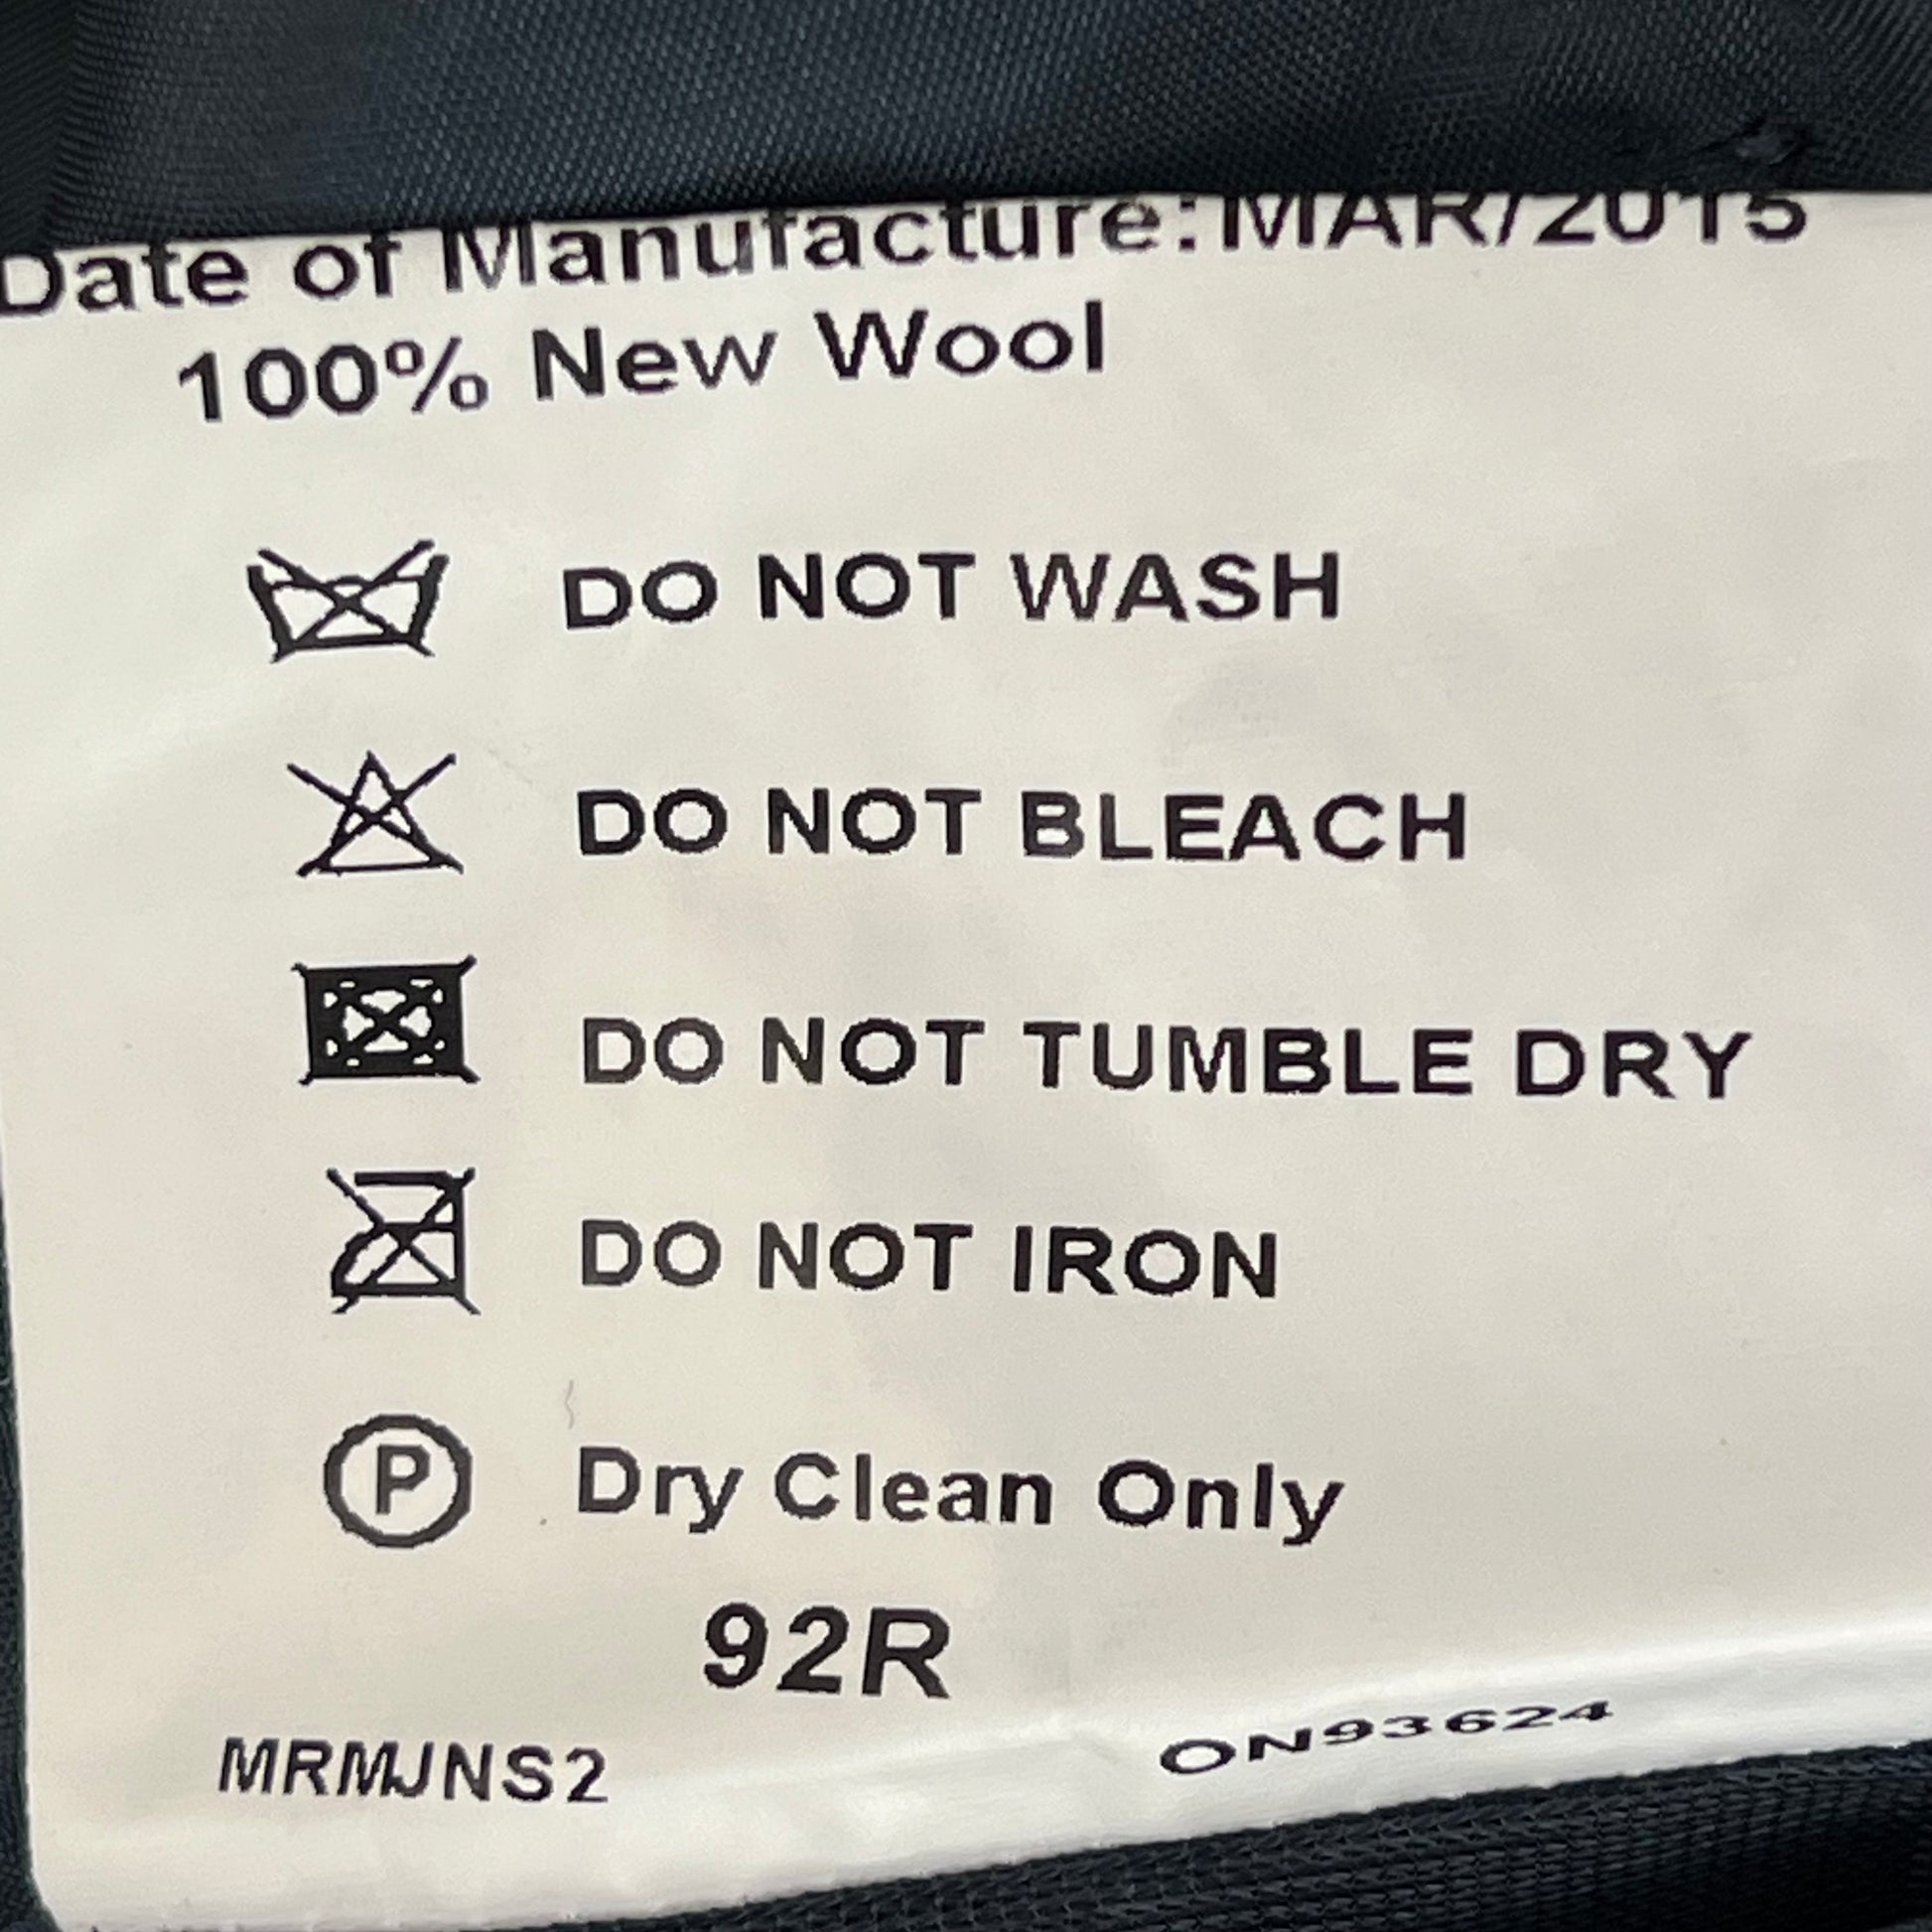 Date of Manufacture:MAR/2015
100% New Wool
DO NOT WASH
DO NOT BLEACH
DO NOT TUMBLE DRY
DO NOT IRON
P Dry Clean Only
92R
MRMJNS2
ON93624